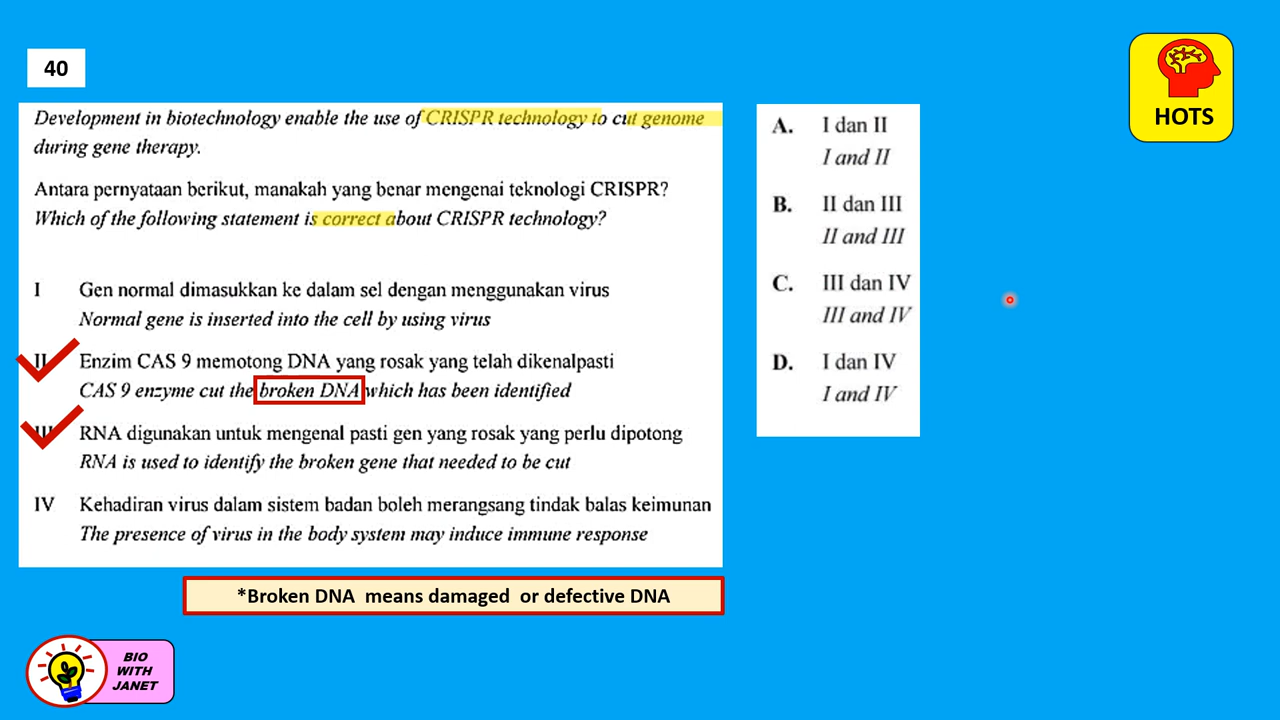 40
HOTS
Development in biotechnology enable the use of CRISPR technology to cut genome
during gene therapy.
Antara pernyataan berikut, manakah yang benar mengenai teknologi CRISPR?
Which of the following statement is correct about CRISPR technology?
I Gen normal dimasukkan ke dalam sel dengan menggunakan virus
Normal gene is inserted into the cell by using virus
II Enzim CAS 9 memotong DNA yang rosak yang telah dikenalpasti
CAS 9 enzyme cut the broken DNA which has been identified
III RNA digunakan untuk mengenal pasti gen yang rosak yang perlu dipotong
RNA is used to identify the broken gene that needed to be cut
IV Kehadiran virus dalam sistem badan boleh merangsang tindak balas keimunan
The presence of virus in the body system may induce immune response
A. I dan II
I and II
B. II dan III
II and III
C. III dan IV
III and IV
D. I dan IV
I and IV
*Broken DNA means damaged or defective DNA
BIO
WITH
JANET